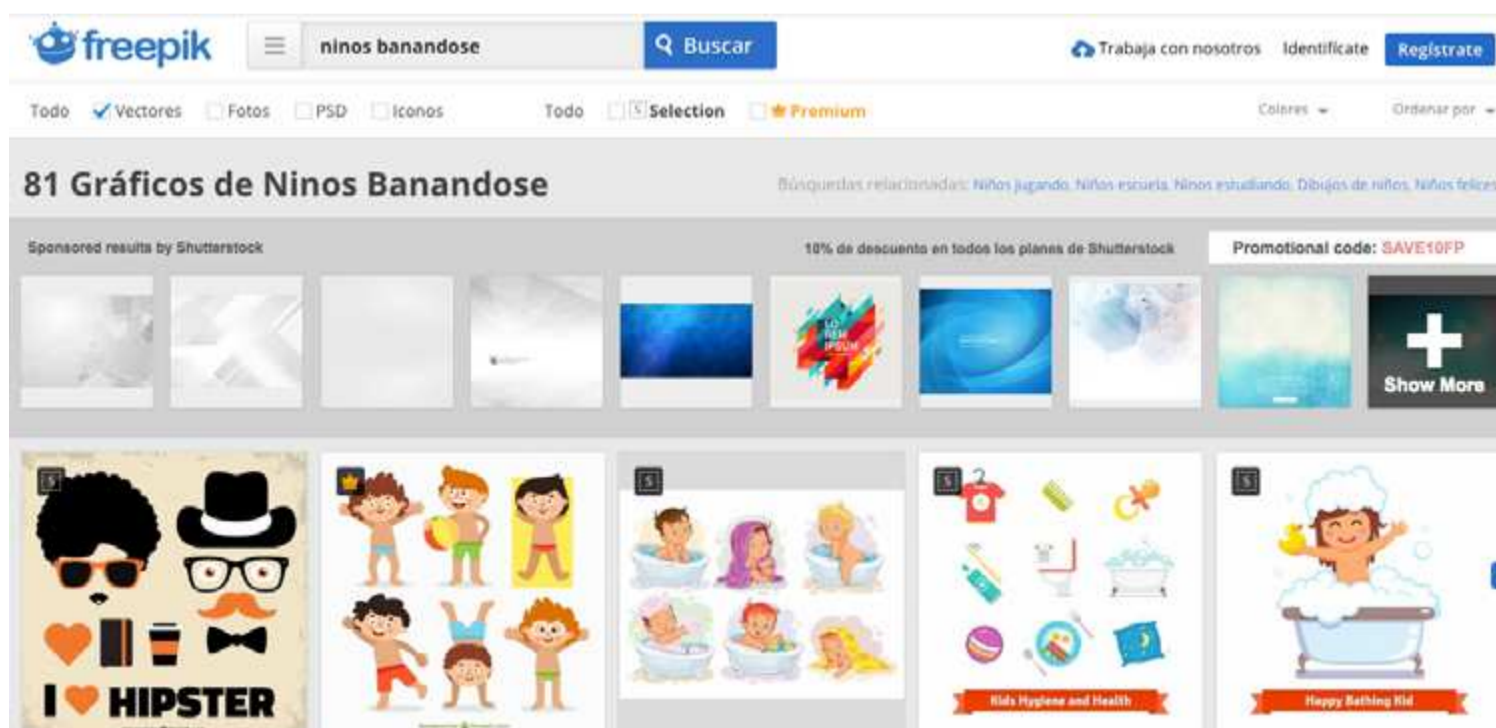 freepik
ninos banandose
Buscar
Trabaja con nosotros
Identifícate
Regístrate
Todo
Vectores
Fotos
PSD
Iconos
Todo
S
Selection
Premium
Colores
Ordenar por
81 Gráficos de Ninos Banandose
Búsquedas relacionadas: Niños jugando, Niños escuela, Ninos estudiando, Dibujos de niños, Niños felices
Sponsored results by Shutterstock
10% de descuento en todos los planes de Shutterstock
Promotional code: SAVE10FP
LO
REM
IPSUM
Show More
S
S
S
S
I HIPSTER
Kids Hygiene and Health
Happy Bathing Kid